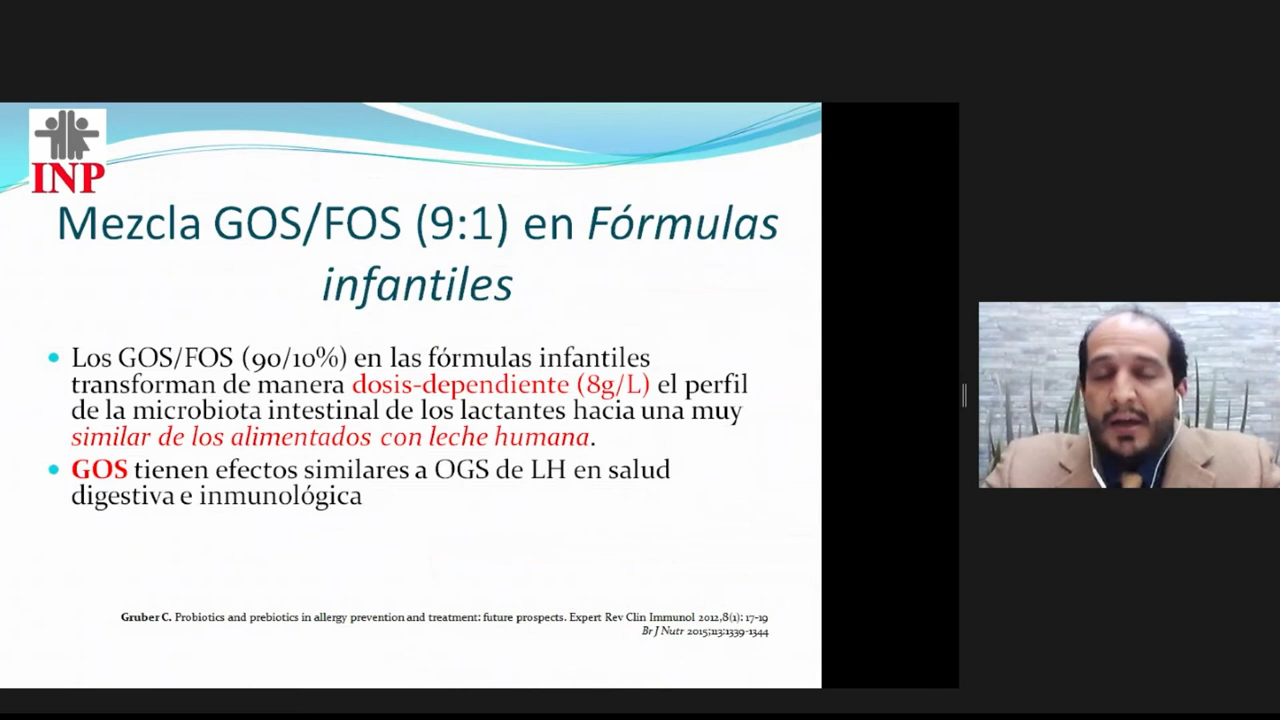 INP
Mezcla GOS/FOS (9:1) en Fórmulas
infantiles
• Los GOS/FOS (90/10%) en las fórmulas infantiles
transforman de manera dosis-dependiente (8g/L) el perfil
de la microbiota intestinal de los lactantes hacia una muy
similar de los alimentados con leche humana.
• GOS tienen efectos similares a OGS de LH en salud
digestiva e inmunológica
Gruber C. Probiotics and prebiotics in allergy prevention and treatment: future prospects. Expert Rev Clin Immunol 2012,8(1): 17-19
Br J Nutr 2015;113:1339-1344